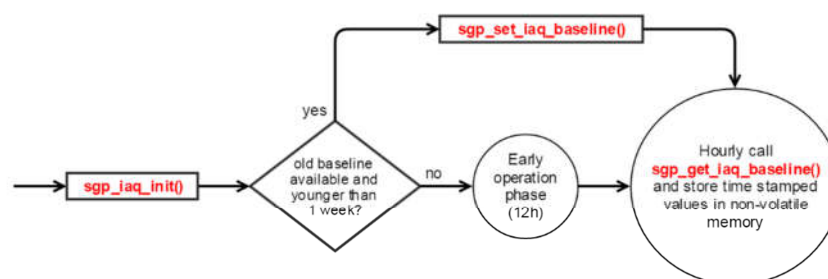 sgp_set_iaq_baseline()
yes
sgp_iaq_init()
old baseline
available and
younger than
1 week?
no
Early
operation
phase
(12h)
Hourly call
sgp_get_iaq_baseline()
and store time stamped
values in non-volatile
memory